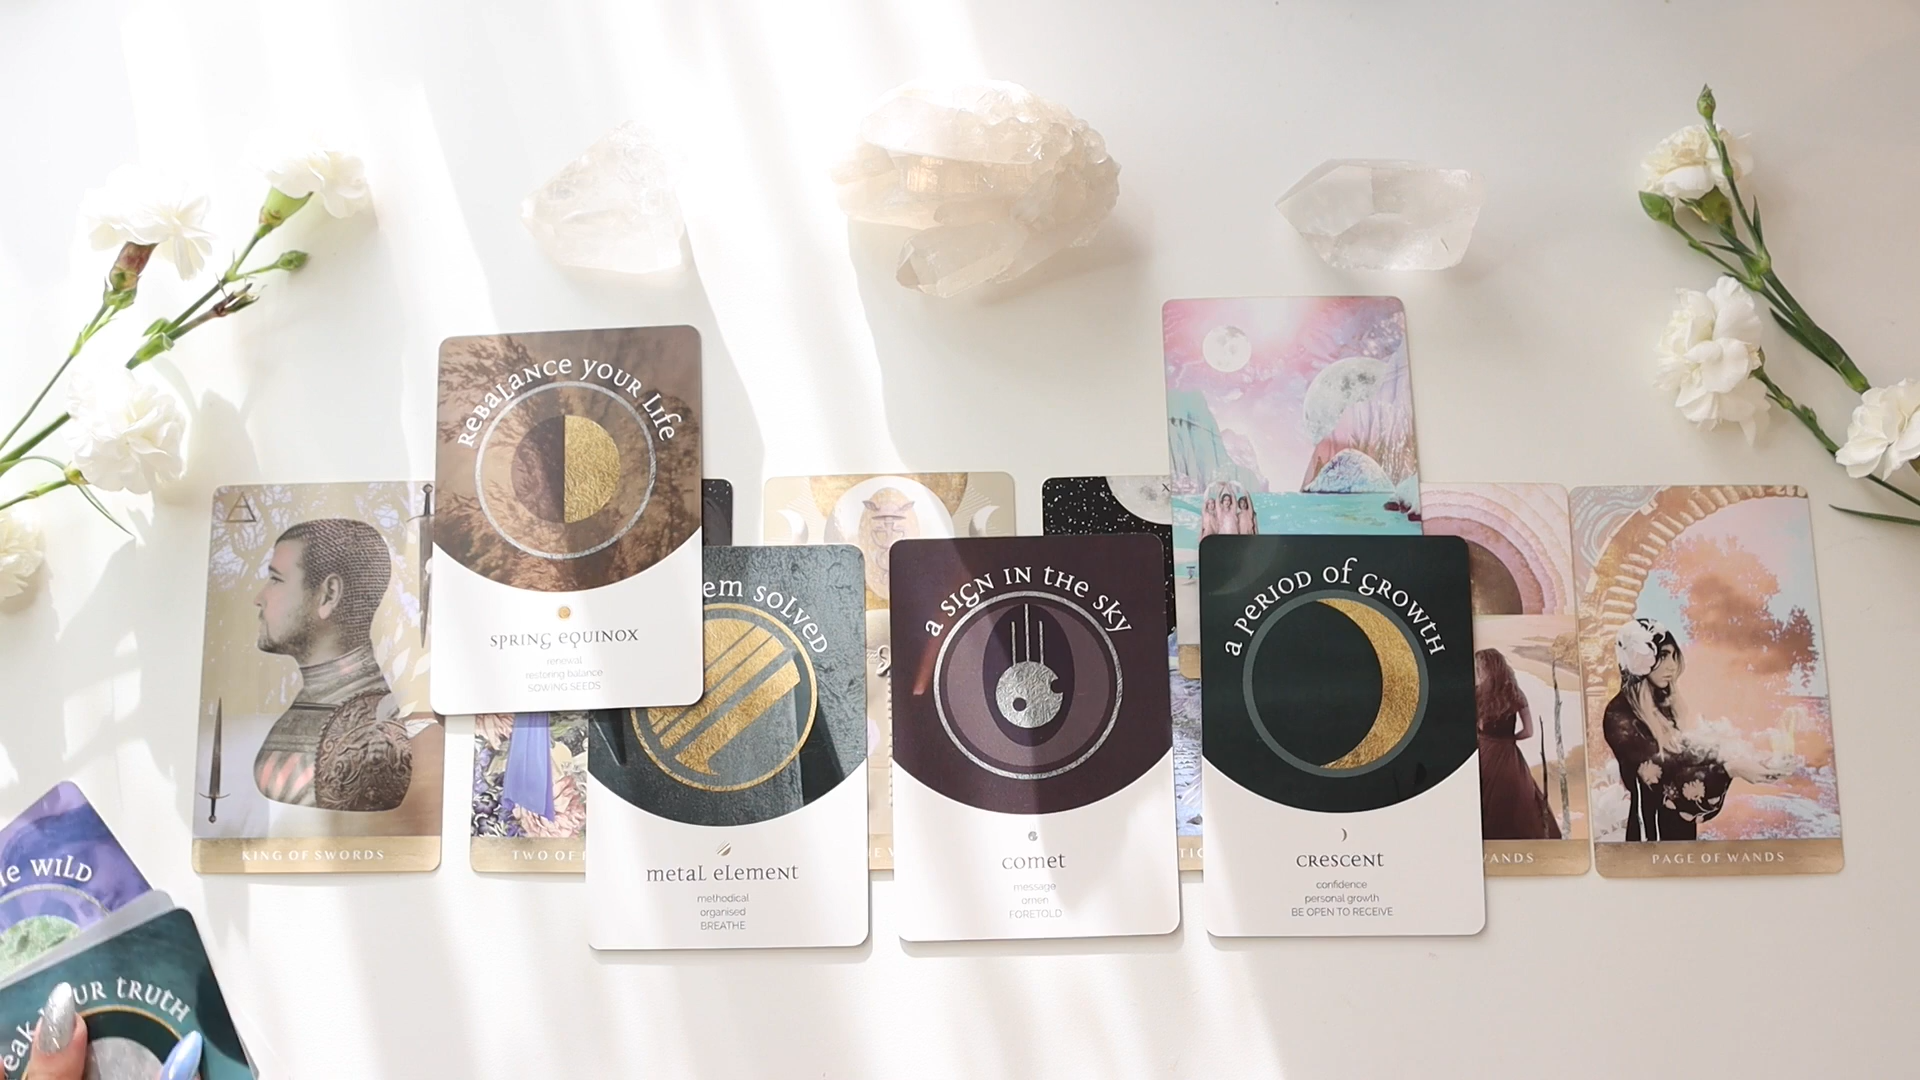 ReBaLaNce YOUR Life
SPRING eQUINOX
renewal
restoring balance
SOWING SEEDS
em SOLVED
metaL eLement
methodical
organised
BREATHE
a SIGN IN the SKY
comet
message
omen
FORETOLD
a PERIOD Of GROWTH
CRESCENT
confidence
personal growth
BE OPEN TO RECEIVE
KING OF SWORDS
TWO OF
X
WANDS
PAGE OF WANDS
WILD
UR tRUtH